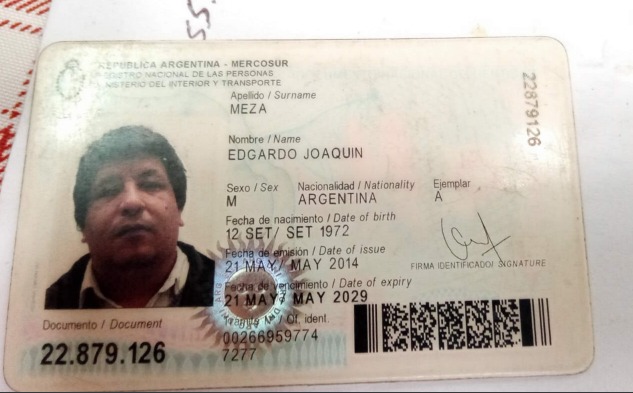 55.
REPUBLICA ARGENTINA - MERCOSUR
REGISTRO NACIONAL DE LAS PERSONAS
MINISTERIO DEL INTERIOR Y TRANSPORTE
Apellido / Surname
MEZA
22879126
Nombre / Name
EDGARDO JOAQUIN
Sexo / Sex Nacionalidad / Nationality Ejemplar
M ARGENTINA A
Fecha de nacimiento / Date of birth
12 SET/ SET 1972
Fecha de emisión / Date of issue
21 MAY/ MAY 2014
FIRMA IDENTIFICADO/ SIGNATURE
Fecha de vencimiento / Date of expiry
21 MAY/ MAY 2029
Trámite Nº / Of. ident.
00266959774
7277
Documento / Document
22.879.126